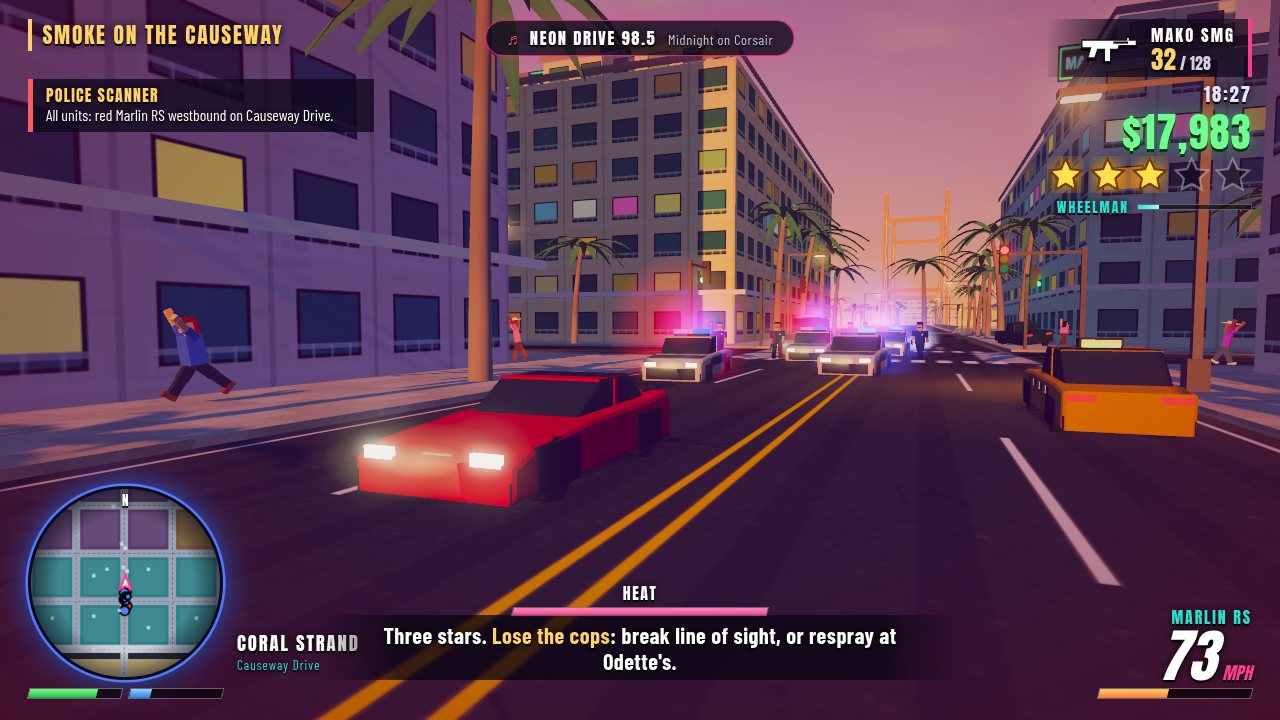 SMOKE ON THE CAUSEWAY
NEON DRIVE 98.5 Midnight on Corsair
MAKO SMG
32 / 128
POLICE SCANNER
All units: red Marlin RS westbound on Causeway Drive.
18:27
$17,983
WHEELMAN
N
HEAT
Three stars. Lose the cops: break line of sight, or respray at
Odette's.
CORAL STRAND
Causeway Drive
MARLIN RS
73 MPH